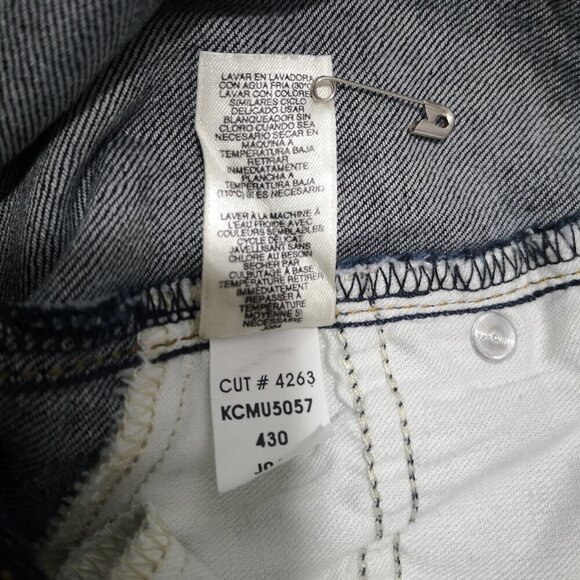 LAVAR EN LAVADORA
CON AGUA FRIA (30°C)
LAVAR CON COLORES
SIMILARES CICLO
DELICADO USAR
BLANQUEADOR SIN
CLORO CUANDO SEA
NECESARIO SECAR EN
MAQUINA A
TEMPERATURA BAJA
RETIRAR
INMEDIATAMENTE
PLANCHA A
TEMPERATURA BAJA
(110°C) SI ES NECESARIO
LAVER À LA MACHINE À
L'EAU FROIDE AVEC
COULEURS SEMBLABLES
CYCLE DÉLICAT
JAVELLISANT SANS
CHLORE AU BESOIN
SÉCHER PAR
CULBUTAGE À BASE
TEMPÉRATURE RETIRER
IMMÉDIATEMENT
REPASSER À
TEMPÉRATURE
MOYENNE SI
NÉCESSAIRE
CUT # 4263
KCMU5057
430